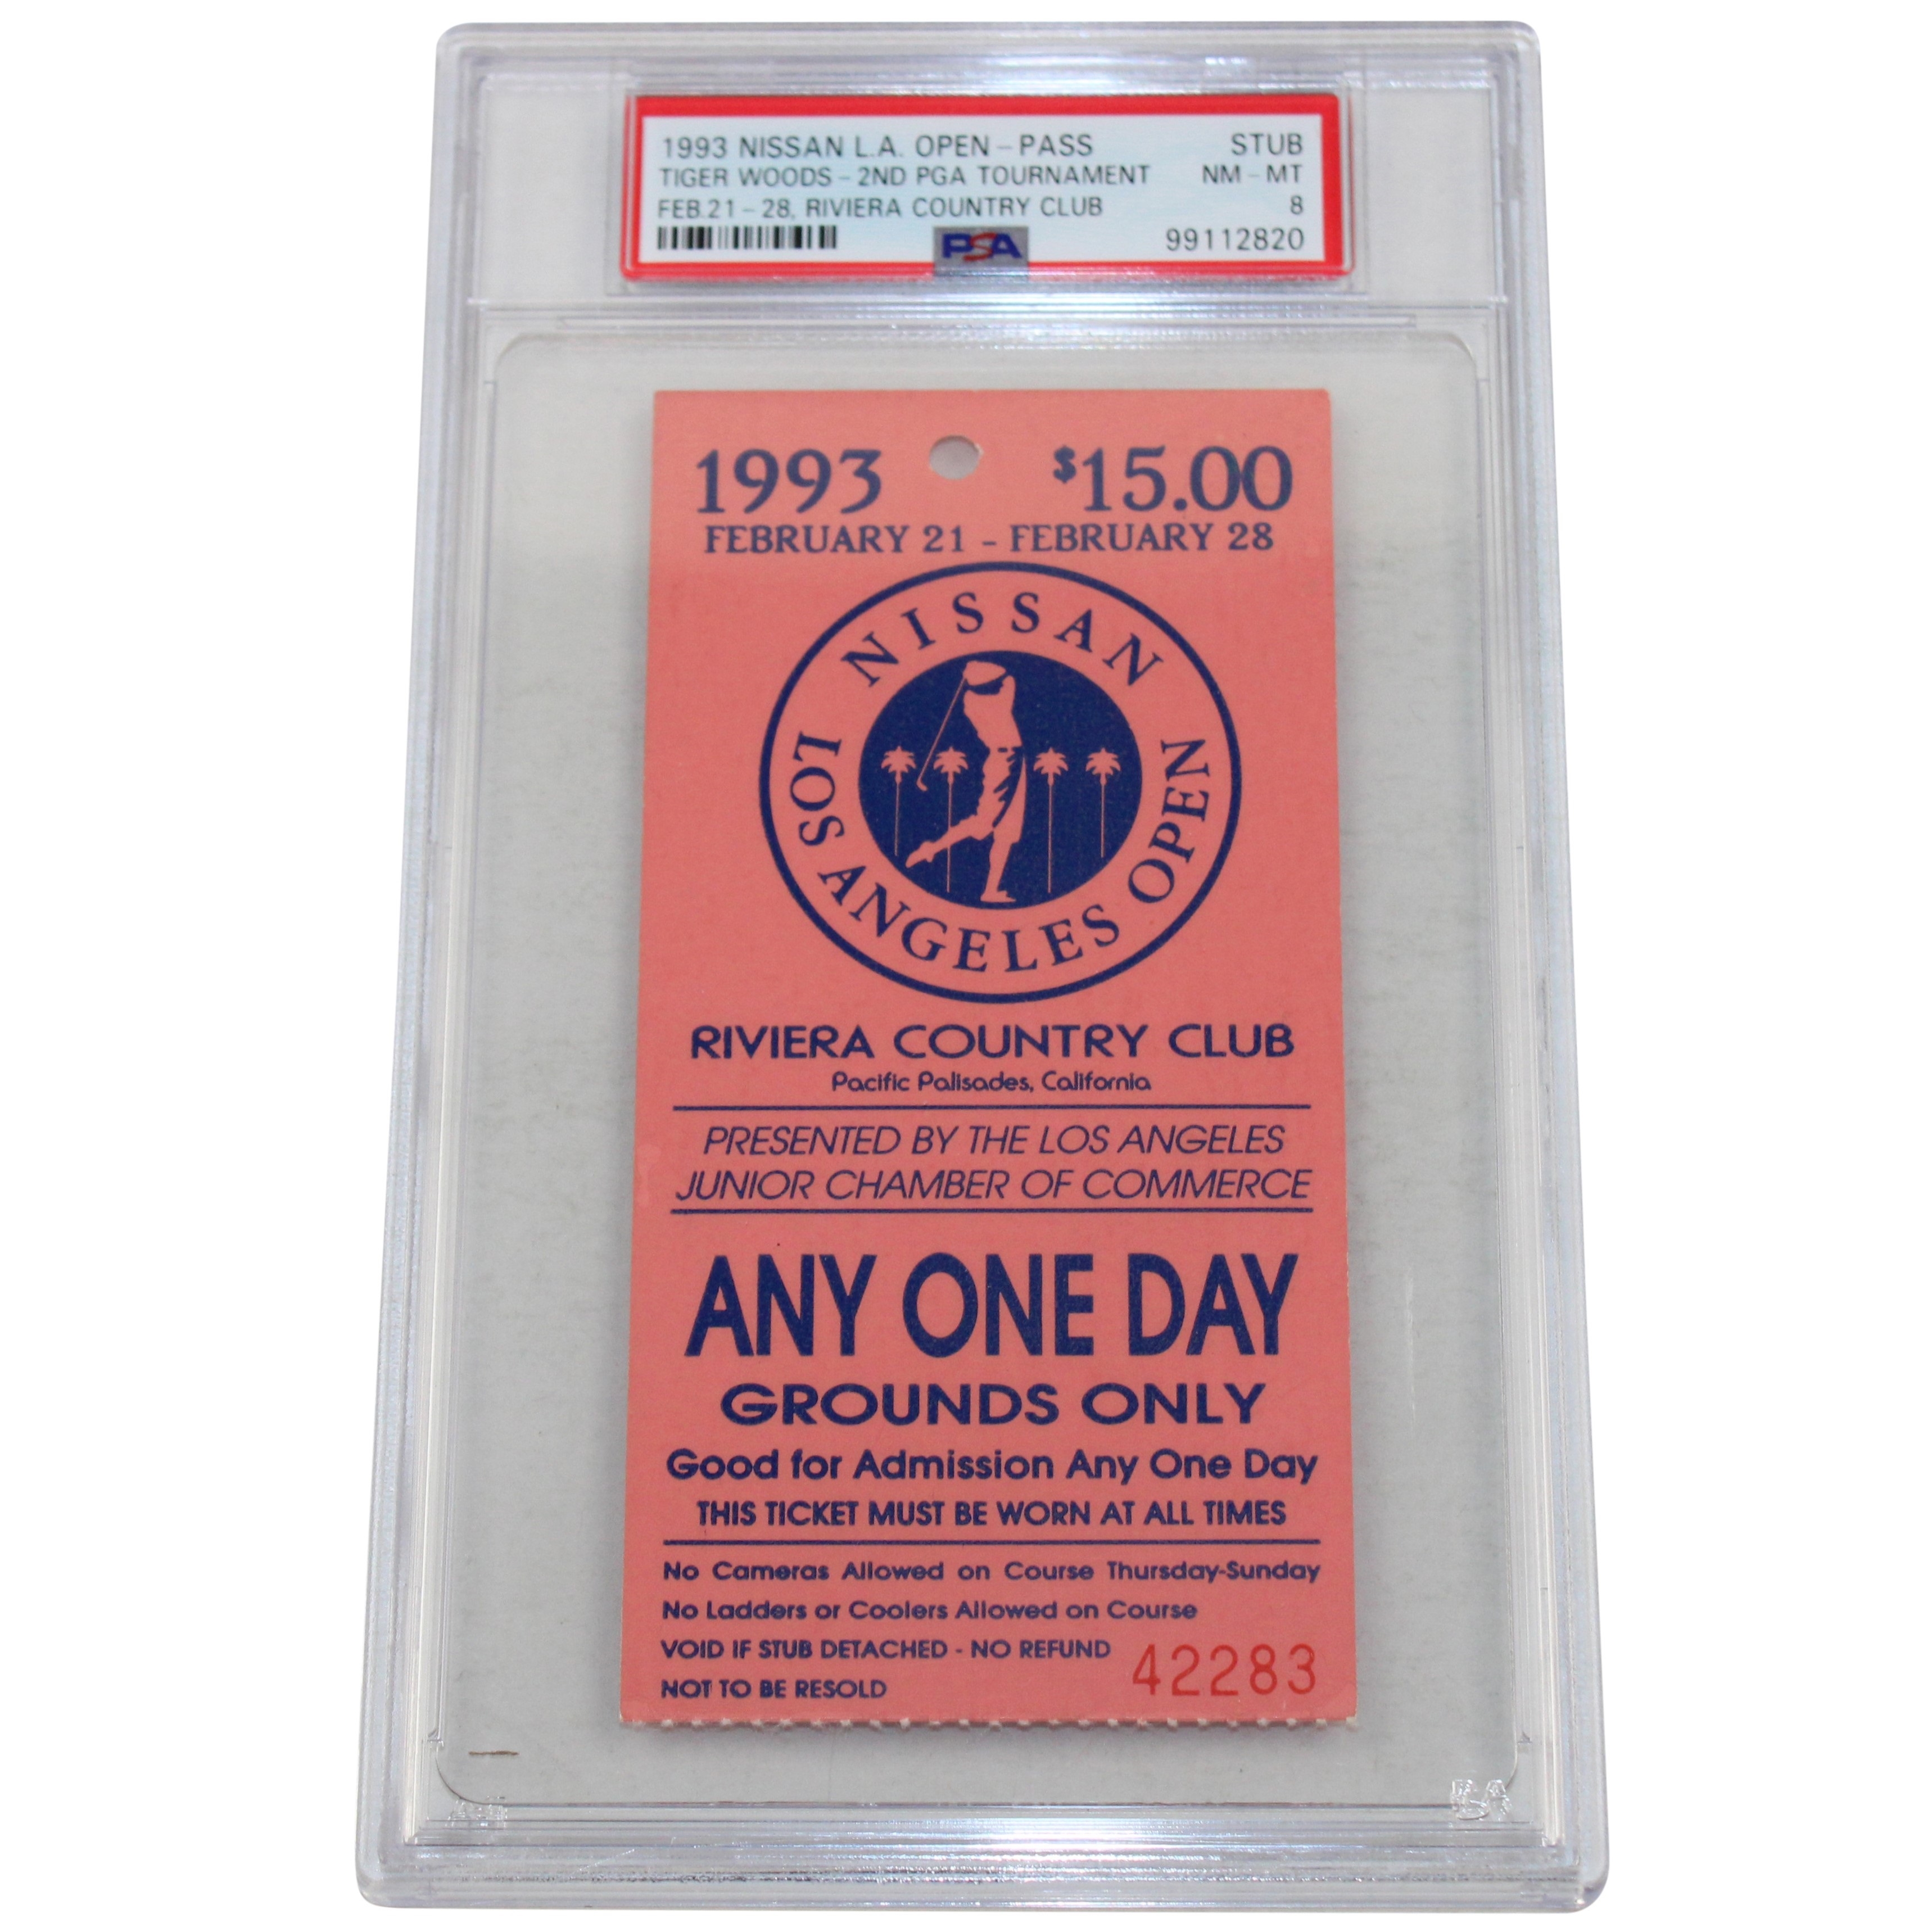 1993 NISSAN L.A. OPEN - PASS STUB
TIGER WOODS - 2ND PGA TOURNAMENT NM - MT
FEB.21 - 28, RIVIERA COUNTRY CLUB 8
PSA 99112820
1993 $15.00
FEBRUARY 21 - FEBRUARY 28
NISSAN
LOS ANGELES OPEN
RIVIERA COUNTRY CLUB
Pacific Palisades, California
PRESENTED BY THE LOS ANGELES
JUNIOR CHAMBER OF COMMERCE
ANY ONE DAY
GROUNDS ONLY
Good for Admission Any One Day
THIS TICKET MUST BE WORN AT ALL TIMES
No Cameras Allowed on Course Thursday-Sunday
No Ladders or Coolers Allowed on Course
VOID IF STUB DETACHED - NO REFUND
NOT TO BE RESOLD 42283